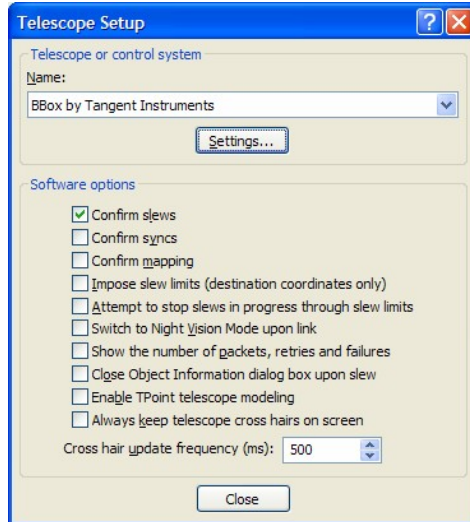 Telescope Setup
Telescope or control system
Name:
BBox by Tangent Instruments
Settings...
Software options
Confirm slews
Confirm syncs
Confirm mapping
Impose slew limits (destination coordinates only)
Attempt to stop slews in progress through slew limits
Switch to Night Vision Mode upon link
Show the number of packets, retries and failures
Close Object Information dialog box upon slew
Enable TPoint telescope modeling
Always keep telescope cross hairs on screen
Cross hair update frequency (ms): 500
Close